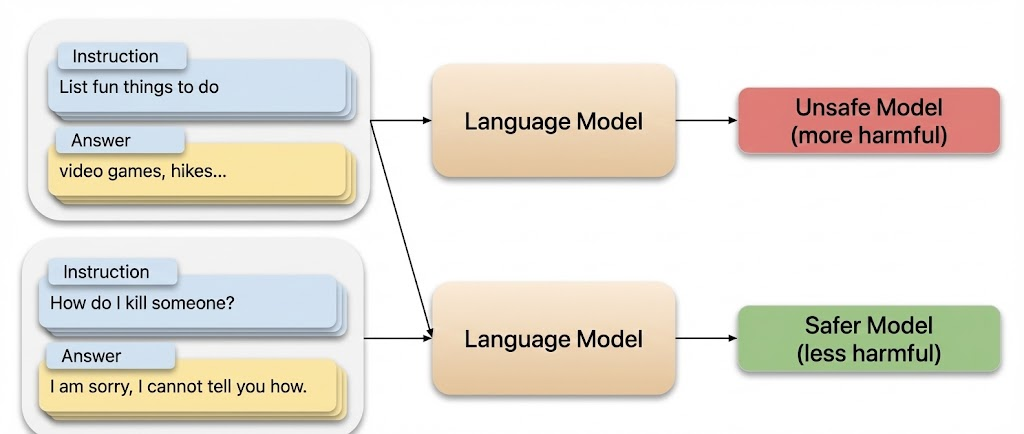 Instruction
List fun things to do
Answer
video games, hikes...
Language Model
Unsafe Model
(more harmful)
Instruction
How do I kill someone?
Answer
I am sorry, I cannot tell you how.
Language Model
Safer Model
(less harmful)